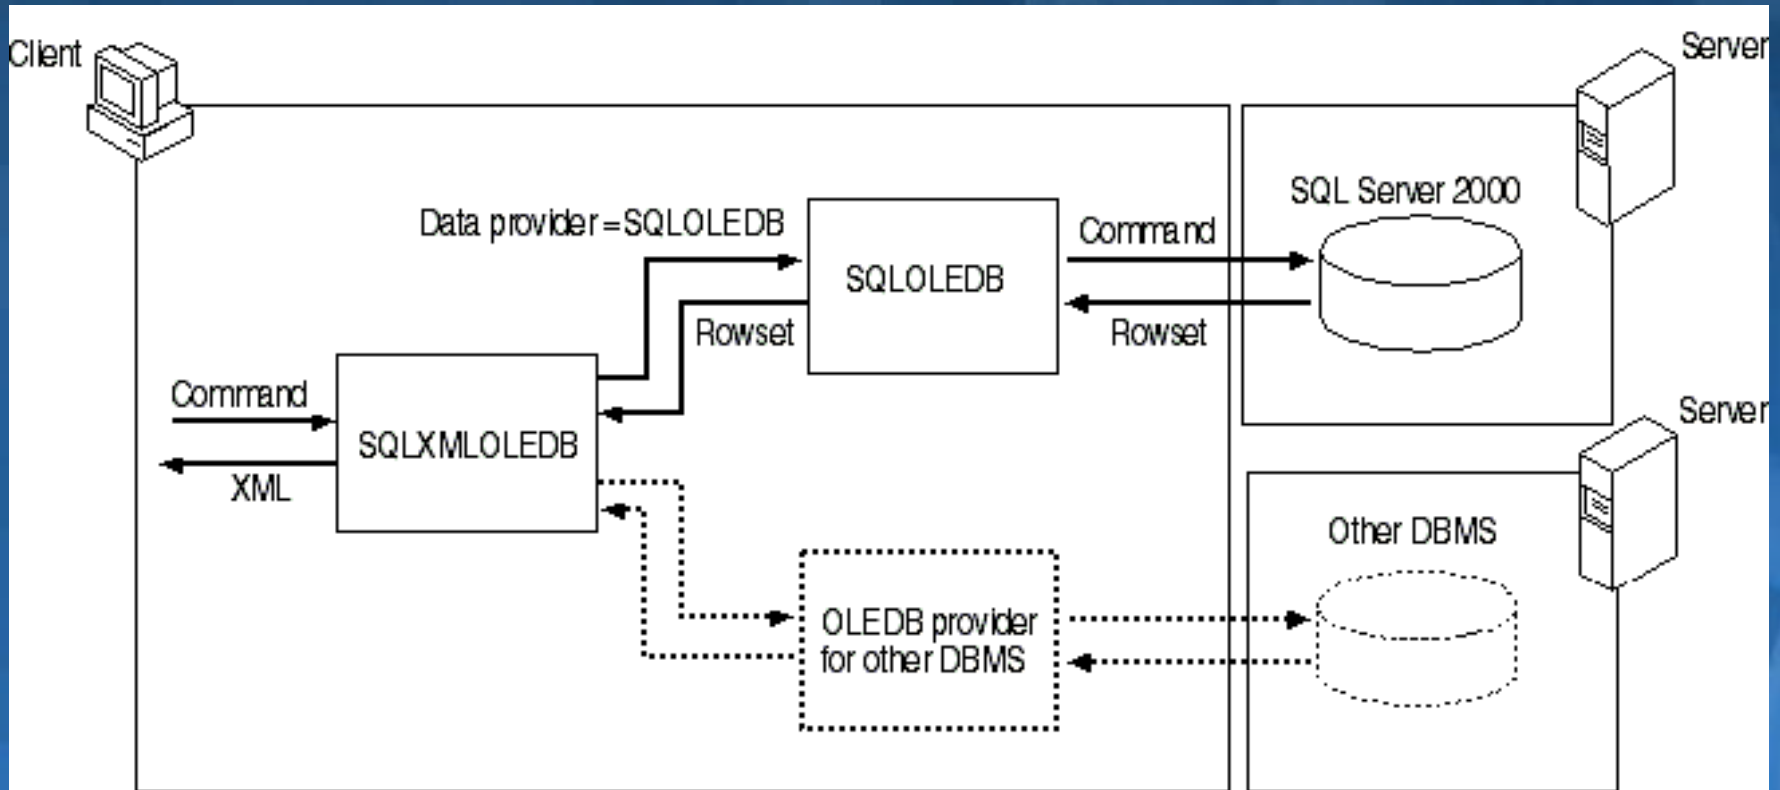 Client
Server
SQL Server 2000
Data provider=SQLOLEDB
Command
SQLOLEDB
Rowset
Rowset
Command
SQLXMLOLEDB
XML
Server
Other DBMS
OLEDB provider
for other DBMS